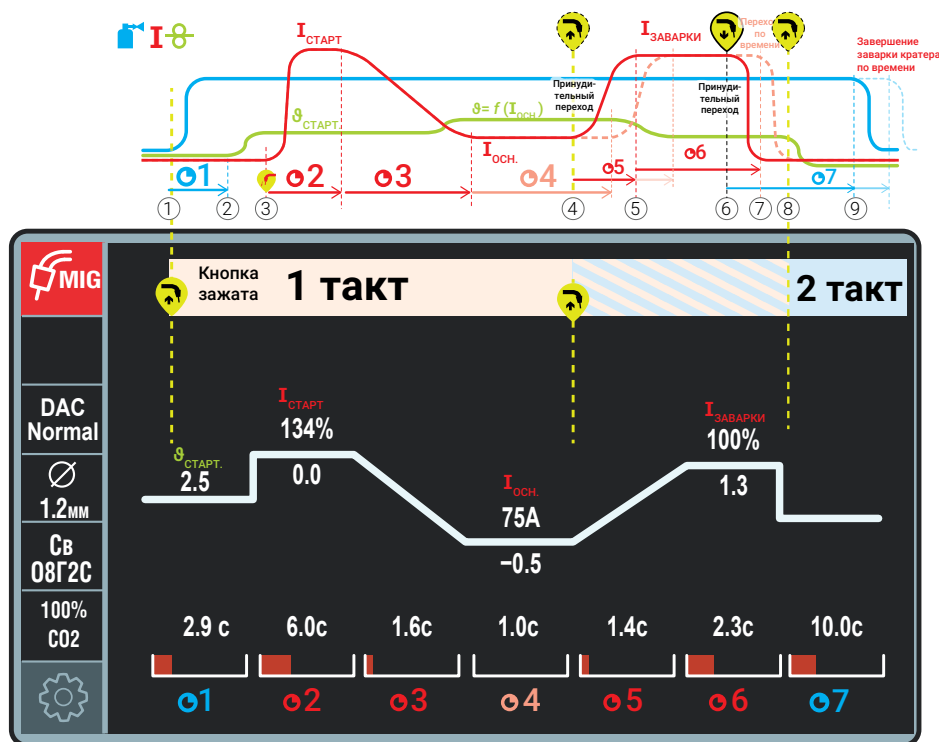 I
I СТАРТ
I ЗАВАРКИ
Переход
по
времени
Завершение
заварки кратера
по времени
Принуди-
тельный
переход
Принуди-
тельный
переход
ϑ СТАРТ.
ϑ= f (I ОСН.)
I ОСН.
1
2
3
4
5
6
7
1
2
3
4
5
6
7
8
9
MIG
Кнопка
зажата
1 такт
2 такт
DAC
Normal
∅
1.2мм
Св
08Г2С
100%
CO2
I СТАРТ
134%
0.0
ϑ СТАРТ.
2.5
I ОСН.
75A
−0.5
I ЗАВАРКИ
100%
1.3
2.9 с
6.0с
1.6с
1.0с
1.4с
2.3с
10.0с
1
2
3
4
5
6
7